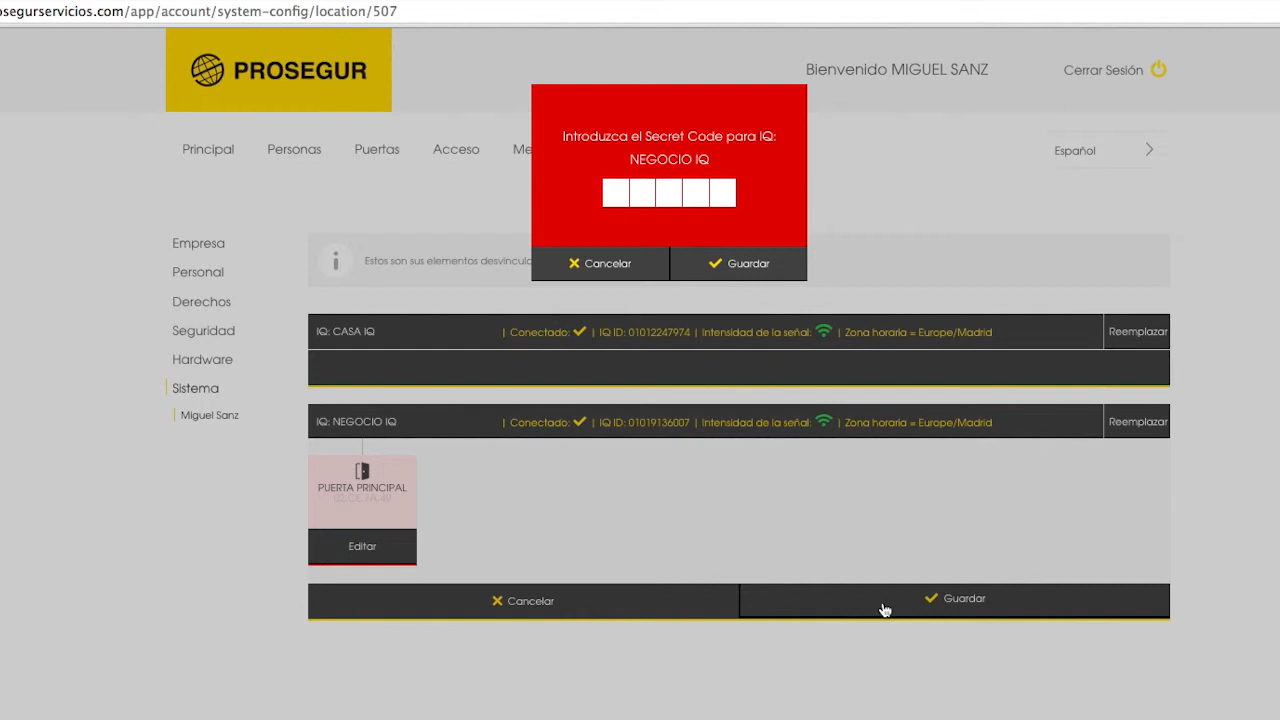 osegurservicios.com/app/account/system-config/location/507
PROSEGUR
Bienvenido MIGUEL SANZ
Cerrar Sesión
Principal Personas Puertas Acceso Me
Español
Introduzca el Secret Code para IQ:
NEGOCIO IQ
Cancelar Guardar
Empresa
Personal
Derechos
Seguridad
Hardware
Sistema
Miguel Sanz
Estos son sus elementos desvincula
IQ: CASA IQ | Conectado: | IQ ID: 01012247974 | Intensidad de la señal: | Zona horaria = Europe/Madrid Reemplazar
IQ: NEGOCIO IQ | Conectado: | IQ ID: 01019136007 | Intensidad de la señal: | Zona horaria = Europe/Madrid Reemplazar
PUERTA PRINCIPAL
Editar
Cancelar Guardar